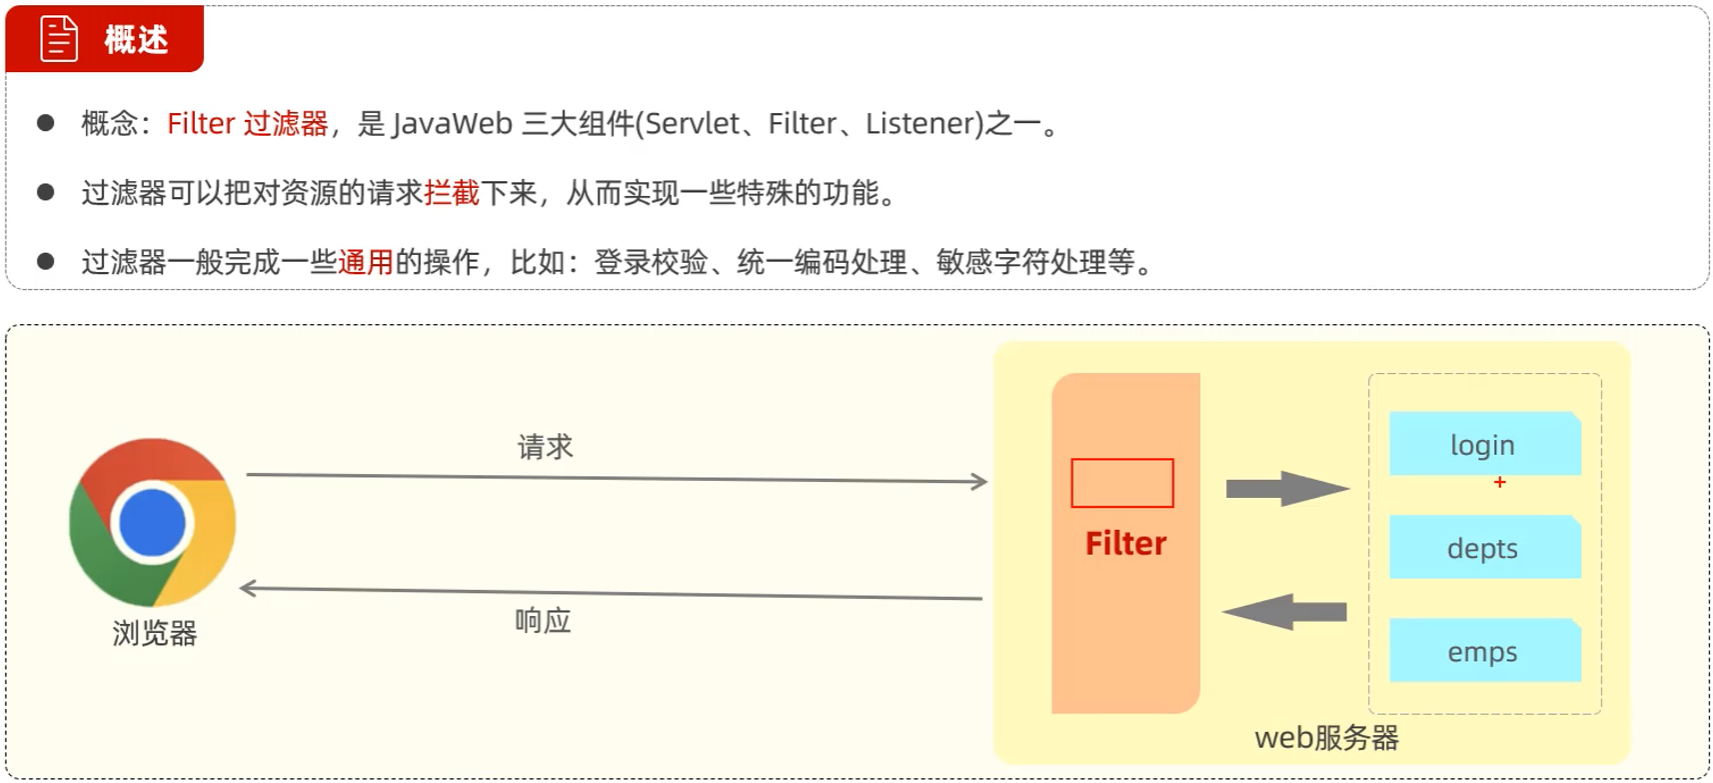 概述
概念：Filter 过滤器，是 JavaWeb 三大组件(Servlet、Filter、Listener)之一。
过滤器可以把对资源的请求拦截下来，从而实现一些特殊的功能。
过滤器一般完成一些通用的操作，比如：登录校验、统一编码处理、敏感字符处理等。
请求
响应
浏览器
Filter
login
depts
emps
web服务器